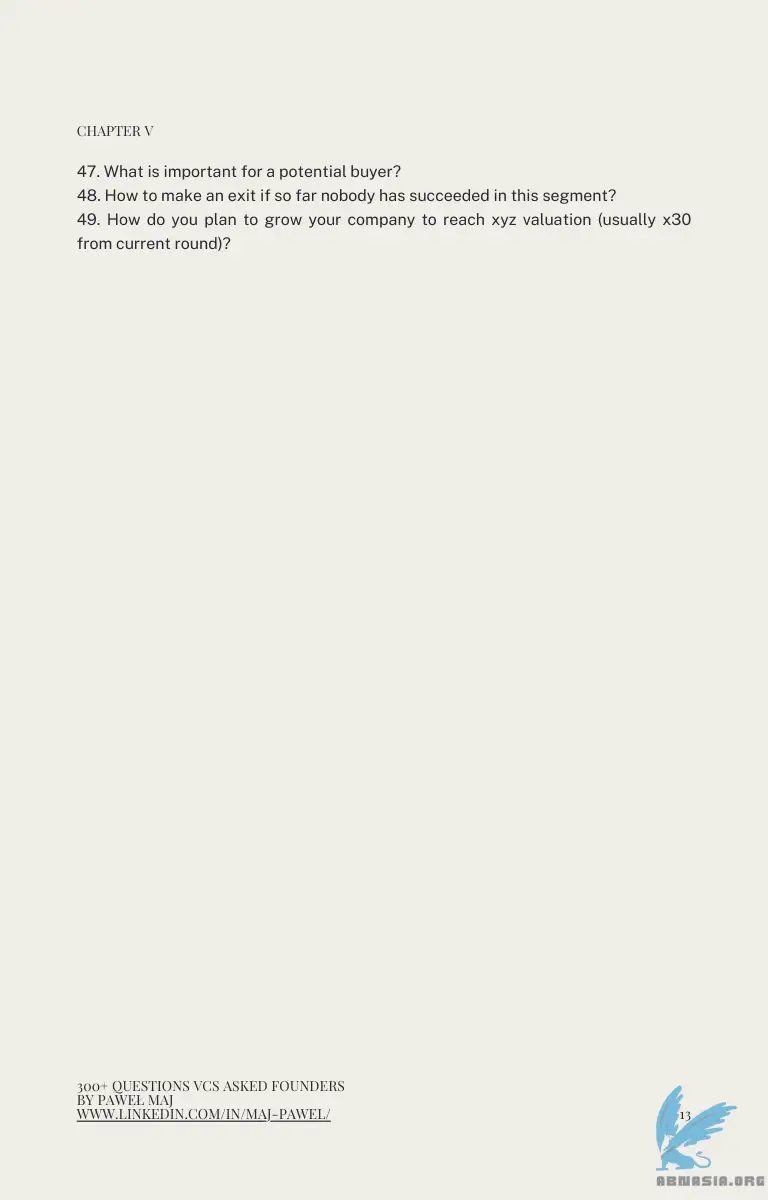 CHAPTER V
47. What is important for a potential buyer?
48. How to make an exit if so far nobody has succeeded in this segment?
49. How do you plan to grow your company to reach xyz valuation (usually x30
from current round)?
300+ QUESTIONS VCS ASKED FOUNDERS
BY PAWEŁ MAJ
WWW.LINKEDIN.COM/IN/MAJ-PAWEL/
13
ABNASIA.ORG